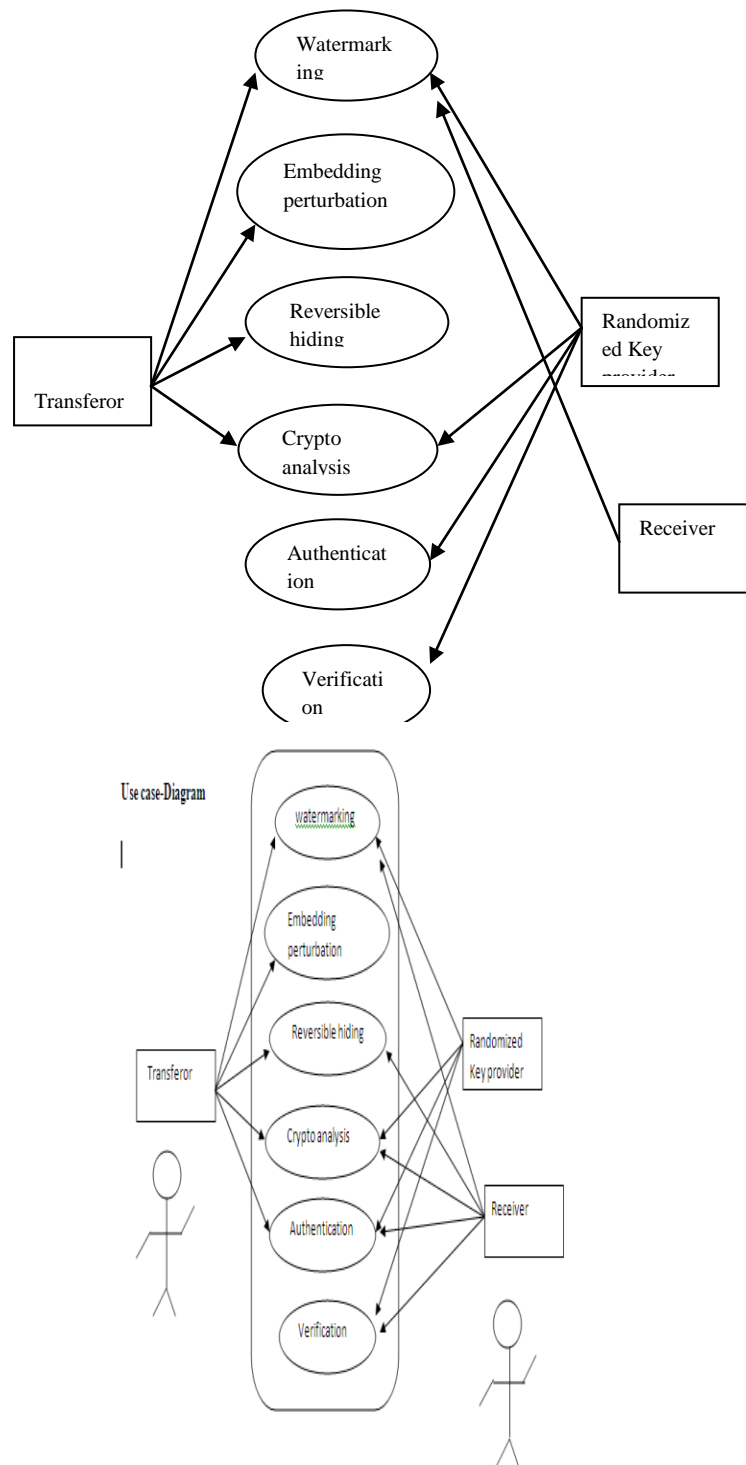 Watermark
ing
Embedding
perturbation
Reversible
hiding
Randomiz
ed Key
provider
Transferor
Crypto
analysis
Receiver
Authenticat
ion
Verificati
on
Use case-Diagram
watermarking
Embedding
perturbation
Reversible hiding
Randomized
Key provider
Transferor
Crypto analysis
Receiver
Authentication
Verification